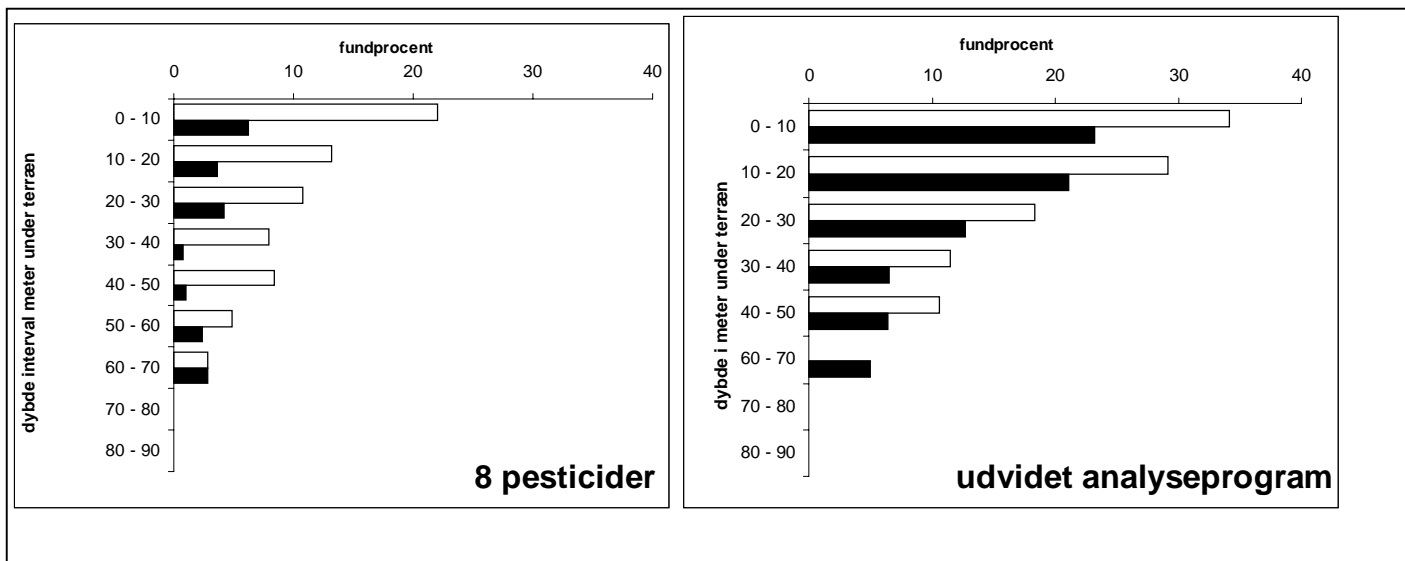 fundprocent
0 10 20 30 40
dybde interval meter under terræn
0 - 10
10 - 20
20 - 30
30 - 40
40 - 50
50 - 60
60 - 70
70 - 80
80 - 90
8 pesticider
fundprocent
0 10 20 30 40
dybde i meter under terræn
0 - 10
10 - 20
20 - 30
30 - 40
40 - 50
60 - 70
70 - 80
80 - 90
udvidet analyseprogram